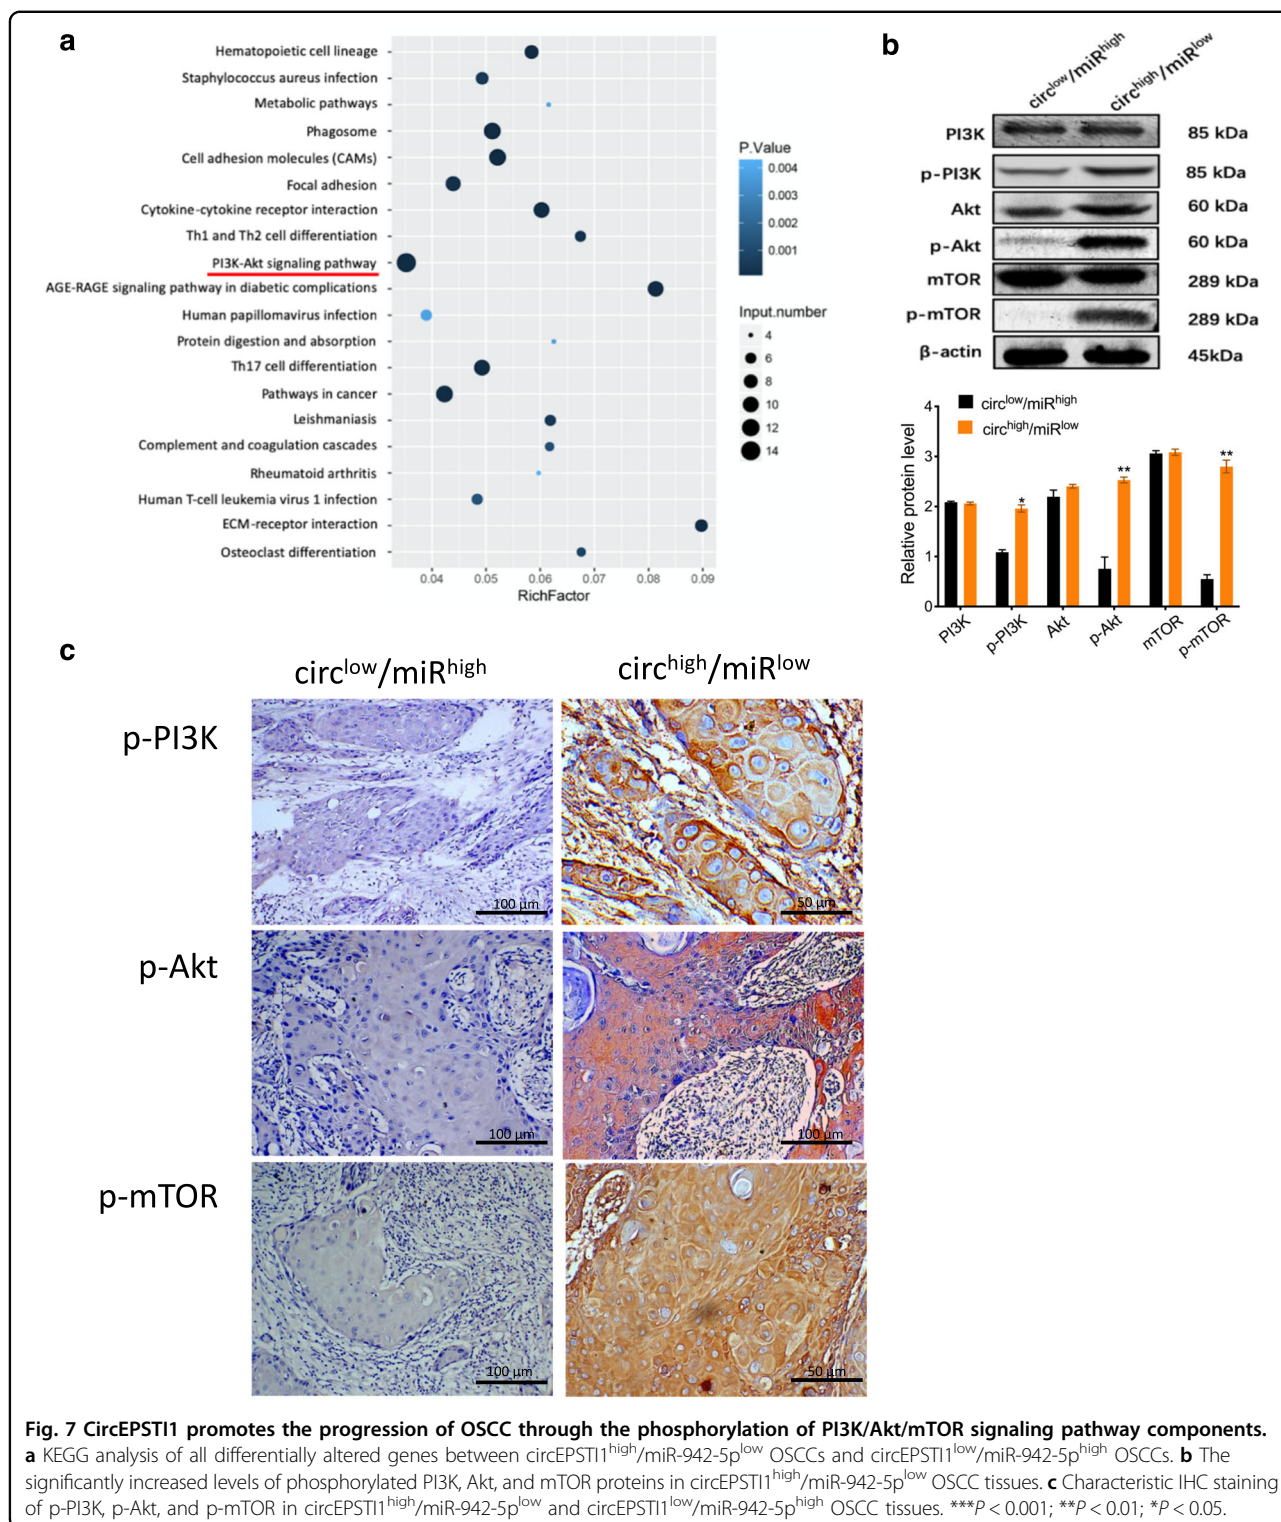 a
Hematopoietic cell lineage
Staphylococcus aureus infection
Metabolic pathways
Phagosome
Cell adhesion molecules (CAMs)
Focal adhesion
Cytokine-cytokine receptor interaction
Th1 and Th2 cell differentiation
PI3K-Akt signaling pathway
AGE-RAGE signaling pathway in diabetic complications
Human papillomavirus infection
Protein digestion and absorption
Th17 cell differentiation
Pathways in cancer
Leishmaniasis
Complement and coagulation cascades
Rheumatoid arthritis
Human T-cell leukemia virus 1 infection
ECM-receptor interaction
Osteoclast differentiation
0.04 0.05 0.06 0.07 0.08 0.09
RichFactor
P.Value
0.004
0.003
0.002
0.001
Input.number
4
6
8
10
12
14
b
circlow/miRhigh circhigh/miRlow
PI3K 85 kDa
p-PI3K 85 kDa
Akt 60 kDa
p-Akt 60 kDa
mTOR 289 kDa
p-mTOR 289 kDa
β-actin 45kDa
circlow/miRhigh
circhigh/miRlow
Relative protein level
4
3
2
1
0
* ** **
PI3K p-PI3K Akt p-Akt mTOR p-mTOR
c
circlow/miRhigh circhigh/miRlow
p-PI3K
100 µm 50 µm
p-Akt
100 µm 100 µm
p-mTOR
100 µm 50 µm
Fig. 7 CircEPSTI1 promotes the progression of OSCC through the phosphorylation of PI3K/Akt/mTOR signaling pathway components.
a KEGG analysis of all differentially altered genes between circEPSTI1high/miR-942-5plow OSCCs and circEPSTI1low/miR-942-5phigh OSCCs. b The
significantly increased levels of phosphorylated PI3K, Akt, and mTOR proteins in circEPSTI1high/miR-942-5plow OSCC tissues. c Characteristic IHC staining
of p-PI3K, p-Akt, and p-mTOR in circEPSTI1high/miR-942-5plow and circEPSTI1low/miR-942-5phigh OSCC tissues. ***P < 0.001; **P < 0.01; *P < 0.05.